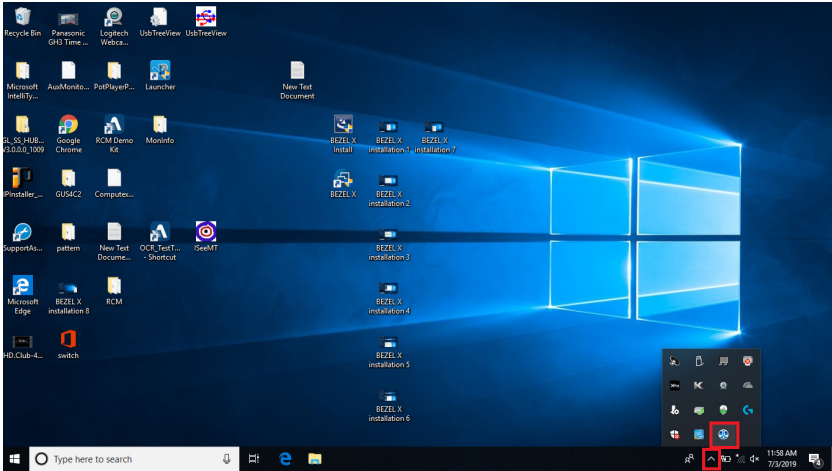 Recycle Bin
Panasonic
GH3 Time ...
Logitech
Webca...
UsbTreeView
UsbTreeView
Microsoft
IntelliTy...
AuxMonito...
PotPlayerP...
Launcher
New Text
Document
GL_SS_HUB...
V3.0.0.0_1009
Google
Chrome
RCM Demo
Kit
MonInfo
BEZEL X
Install
BEZEL X
installation 1
BEZEL X
installation 7
IPInstaller_...
GUS4C2
Computex...
BEZEL X
BEZEL X
installation 2
SupportAs...
pattern
New Text
Docume...
OCR_TestT...
- Shortcut
ISeeMT
BEZEL X
installation 3
Microsoft
Edge
BEZEL X
installation 8
RCM
BEZEL X
installation 4
HD.Club-4...
switch
BEZEL X
installation 5
BEZEL X
installation 6
Type here to search
11:58 AM
7/3/2019
4